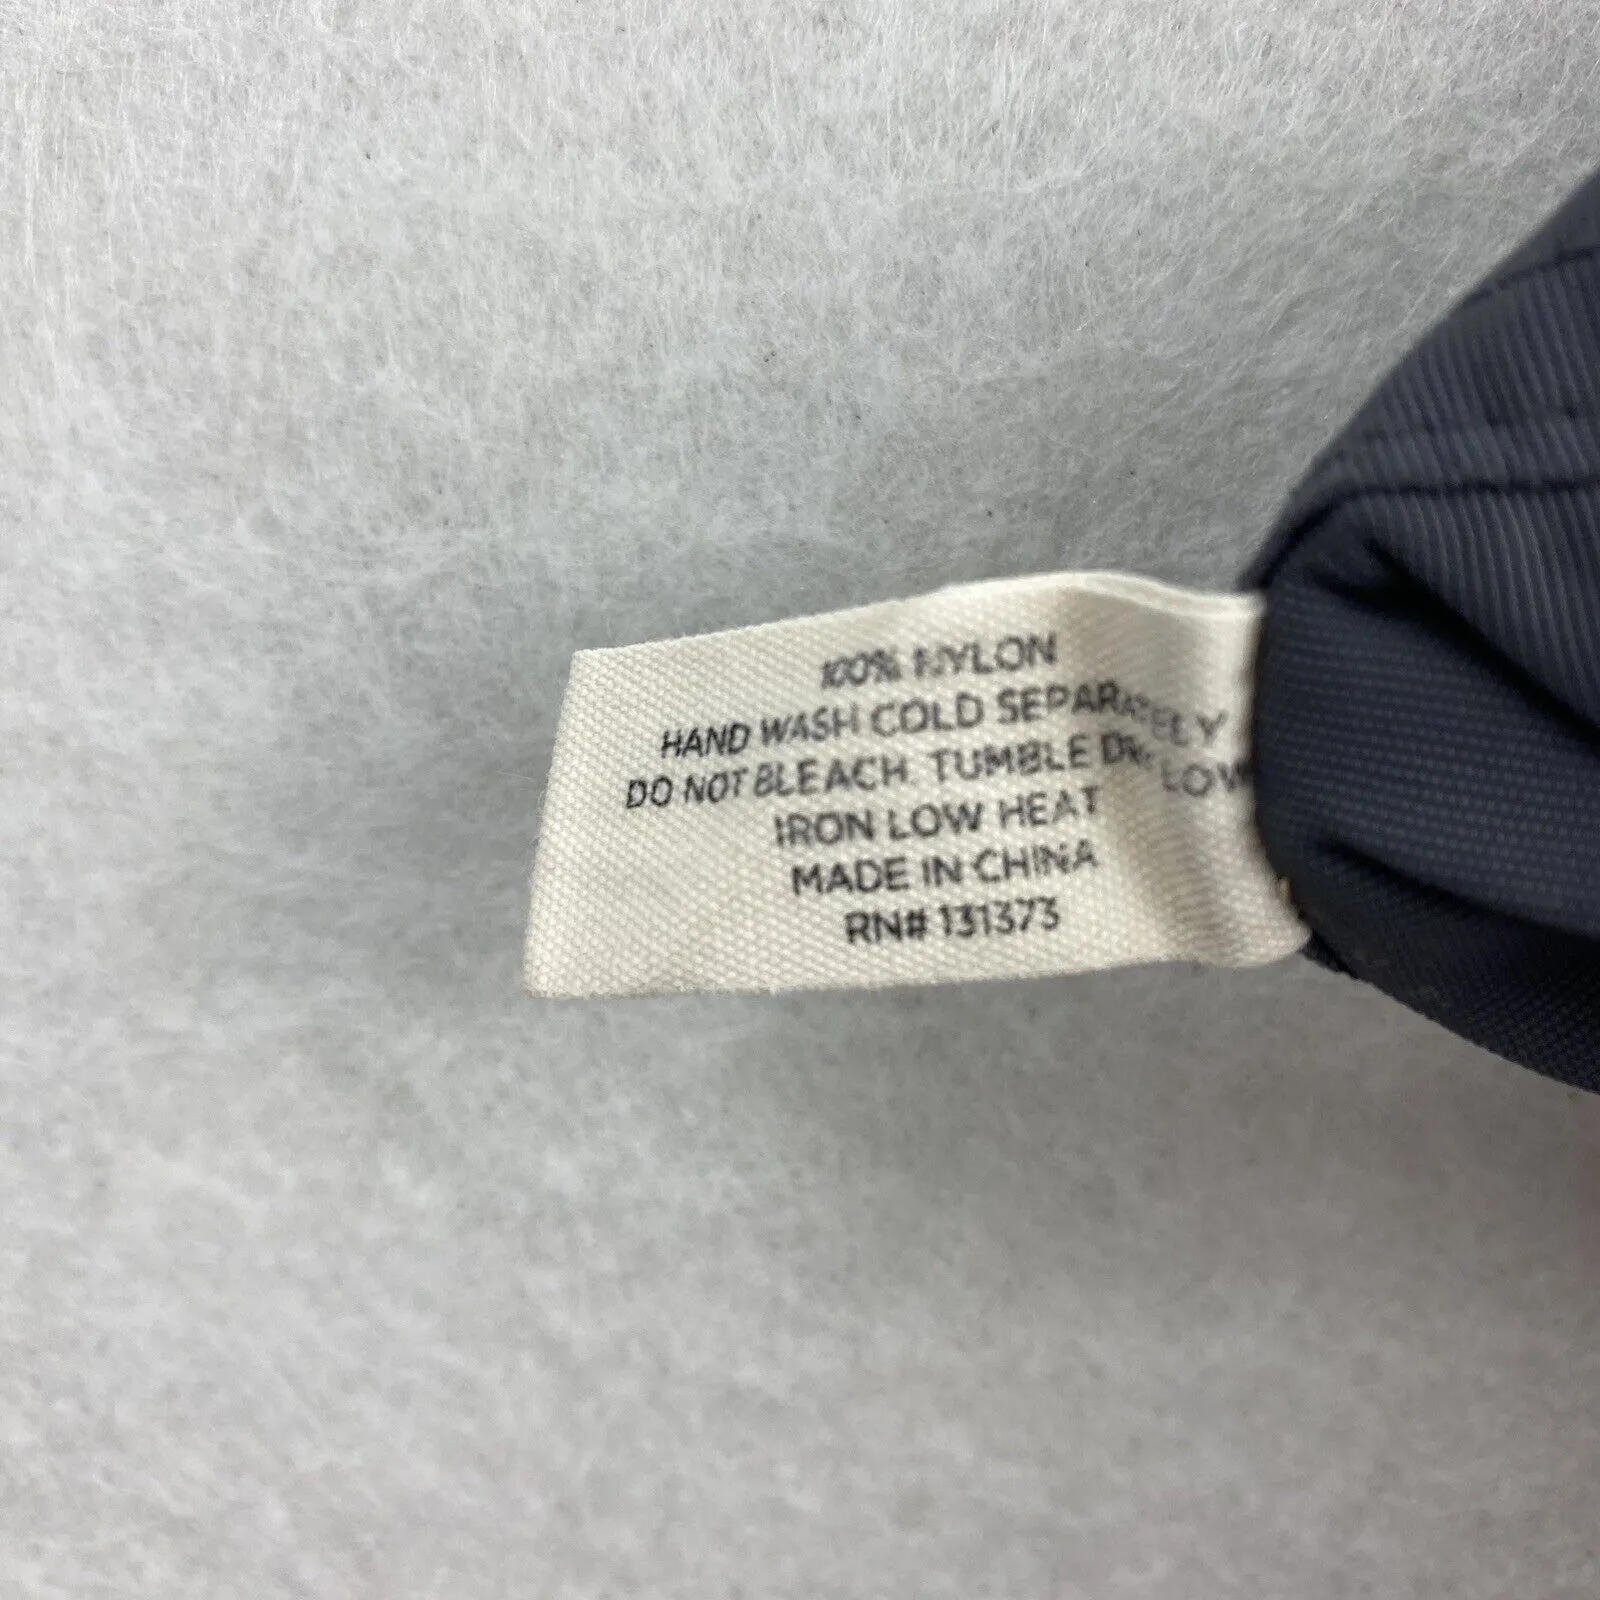 100% NYLON
HAND WASH COLD SEPARATELY
DO NOT BLEACH. TUMBLE DRY LOW
IRON LOW HEAT
MADE IN CHINA
RN# 131373